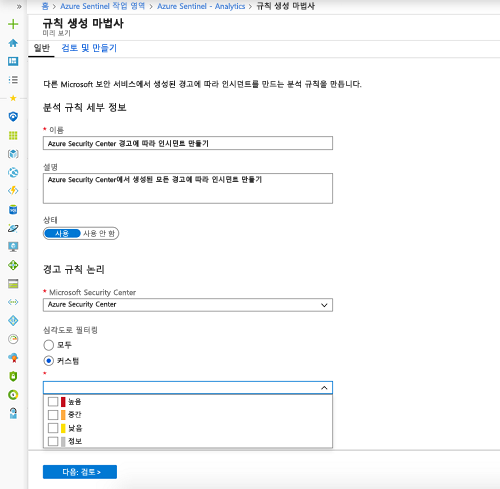 홈 > Azure Sentinel 작업 영역 > Azure Sentinel - Analytics > 규칙 생성 마법사
규칙 생성 마법사
미리 보기
일반 검토 및 만들기
다른 Microsoft 보안 서비스에서 생성된 경고에 따라 인시던트를 만드는 분석 규칙을 만듭니다.
분석 규칙 세부 정보
* 이름
Azure Security Center 경고에 따라 인시던트 만들기
설명
Azure Security Center에서 생성된 모든 경고에 따라 인시던트 만들기
상태
사용 사용 안 함
경고 규칙 논리
* Microsoft Security Center
Azure Security Center
심각도로 필터링
모두
커스텀
*
높음
중간
낮음
정보
다음: 검토 >